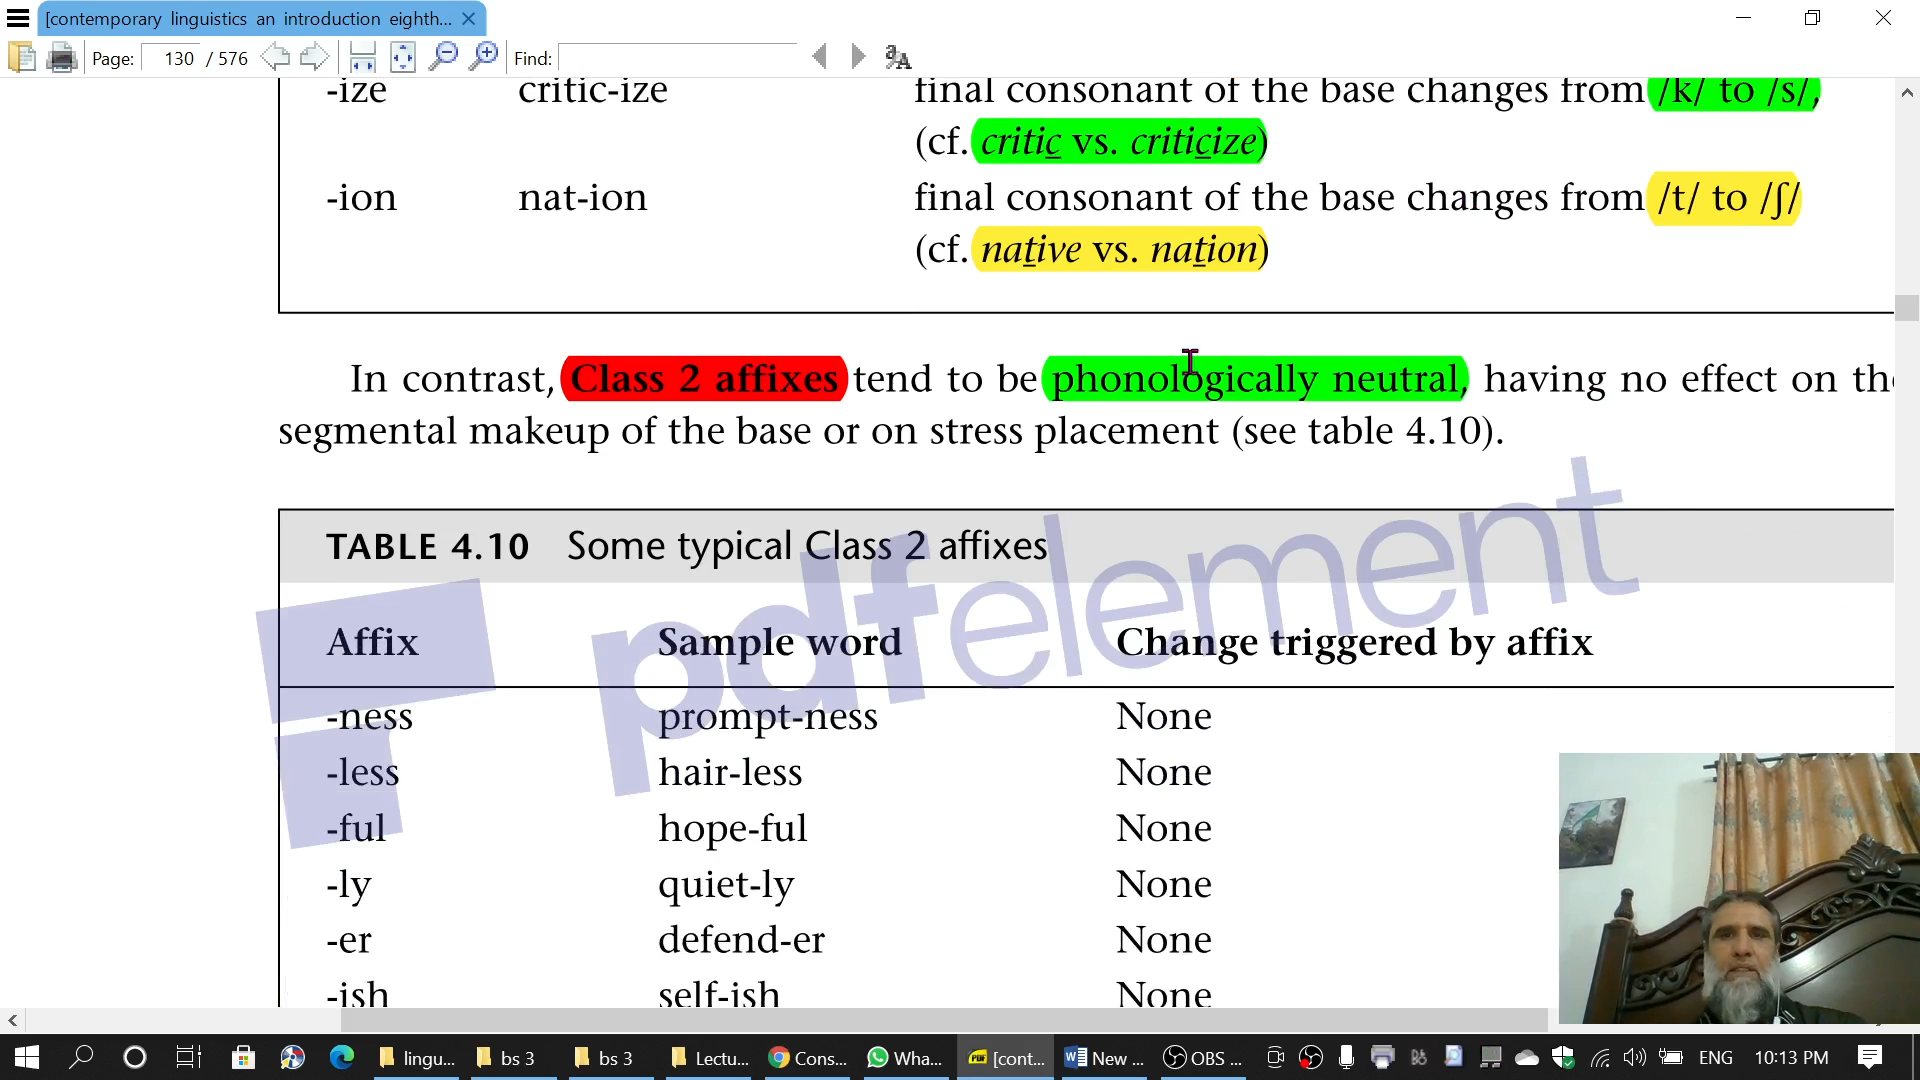 [contemporary linguistics an introduction eighth...
Page: 130 / 576 Find:
-ize critic-ize final consonant of the base changes from /k/ to /s/,
(cf. critic vs. criticize)
-ion nat-ion final consonant of the base changes from /t/ to /ʃ/
(cf. native vs. nation)
In contrast, Class 2 affixes tend to be phonologically neutral, having no effect on the
segmental makeup of the base or on stress placement (see table 4.10).
TABLE 4.10 Some typical Class 2 affixes
Affix Sample word Change triggered by affix
-ness prompt-ness None
-less hair-less None
-ful hope-ful None
-ly quiet-ly None
-er defend-er None
-ish self-ish None
pdfelement
lingu... bs 3 bs 3 Lectu... Cons... Wha... [cont... New ... OBS ... ENG 10:13 PM